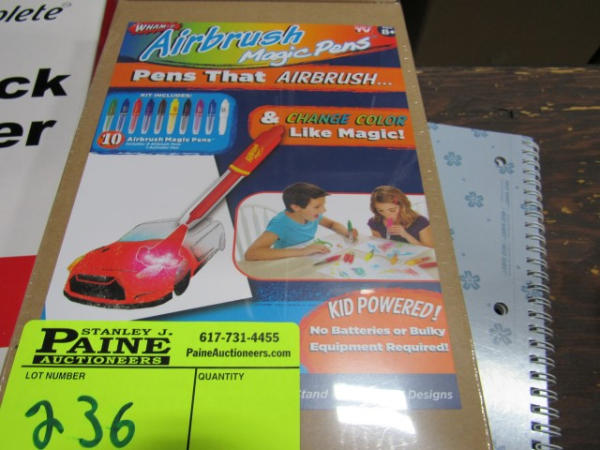 plete®
ck
er
WHAM-O
Airbrush
Magic Pens
TV
8+
Pens That AIRBRUSH...
KIT INCLUDES:
10 Airbrush Magic Pens
& CHANGE COLOR
Like Magic!
KID POWERED!
No Batteries or Bulky
Equipment Required!
Stand
Designs
STANLEY J.
PAINE
AUCTIONEERS
617-731-4455
PaineAuctioneers.com
LOT NUMBER
QUANTITY
236